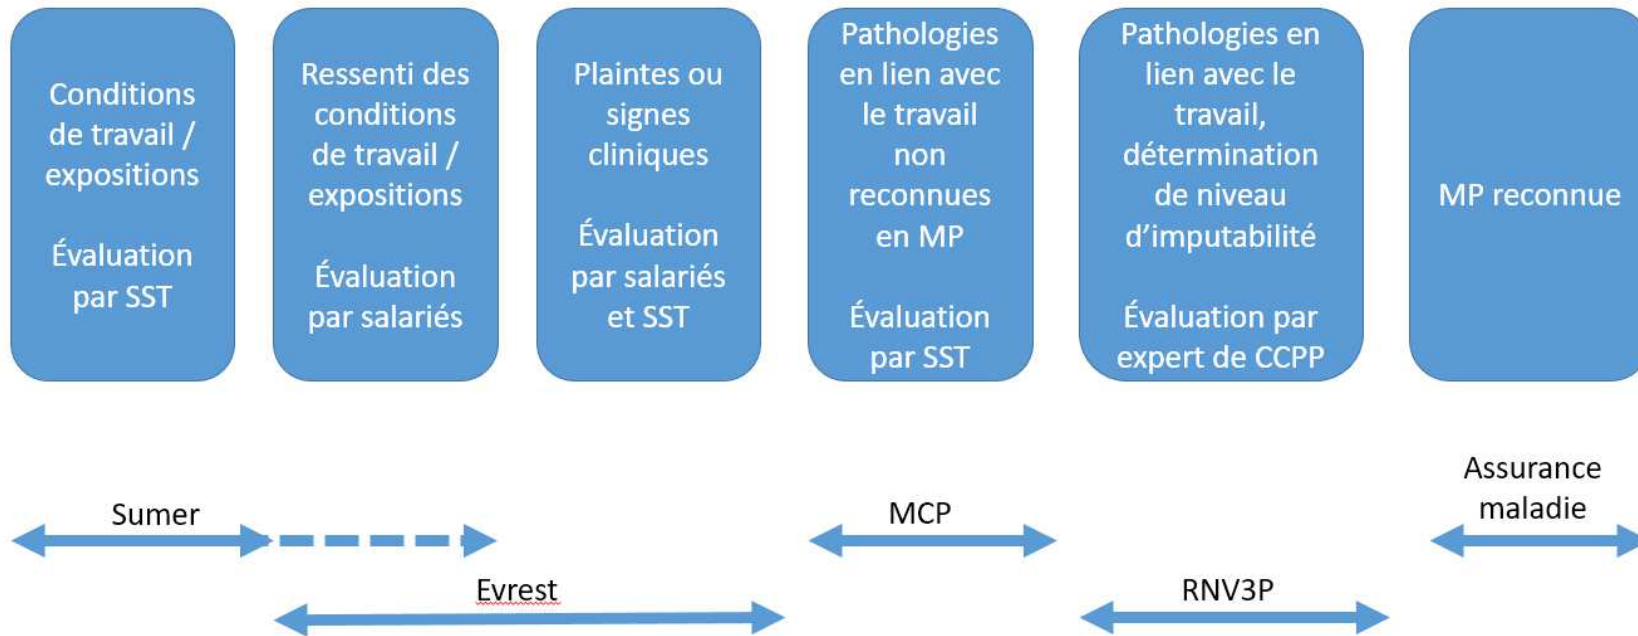 Conditions
de travail /
expositions
Évaluation
par SST
Ressenti des
conditions
de travail /
expositions
Évaluation
par salariés
Plaintes ou
signes
cliniques
Évaluation
par salariés
et SST
Pathologies
en lien avec
le travail
non
reconnues
en MP
Évaluation
par SST
Pathologies en
lien avec le
travail,
détermination
de niveau
d’imputabilité
Évaluation par
expert de CCPP
MP reconnue
Sumer
MCP
Assurance
maladie
Evrest
RNV3P